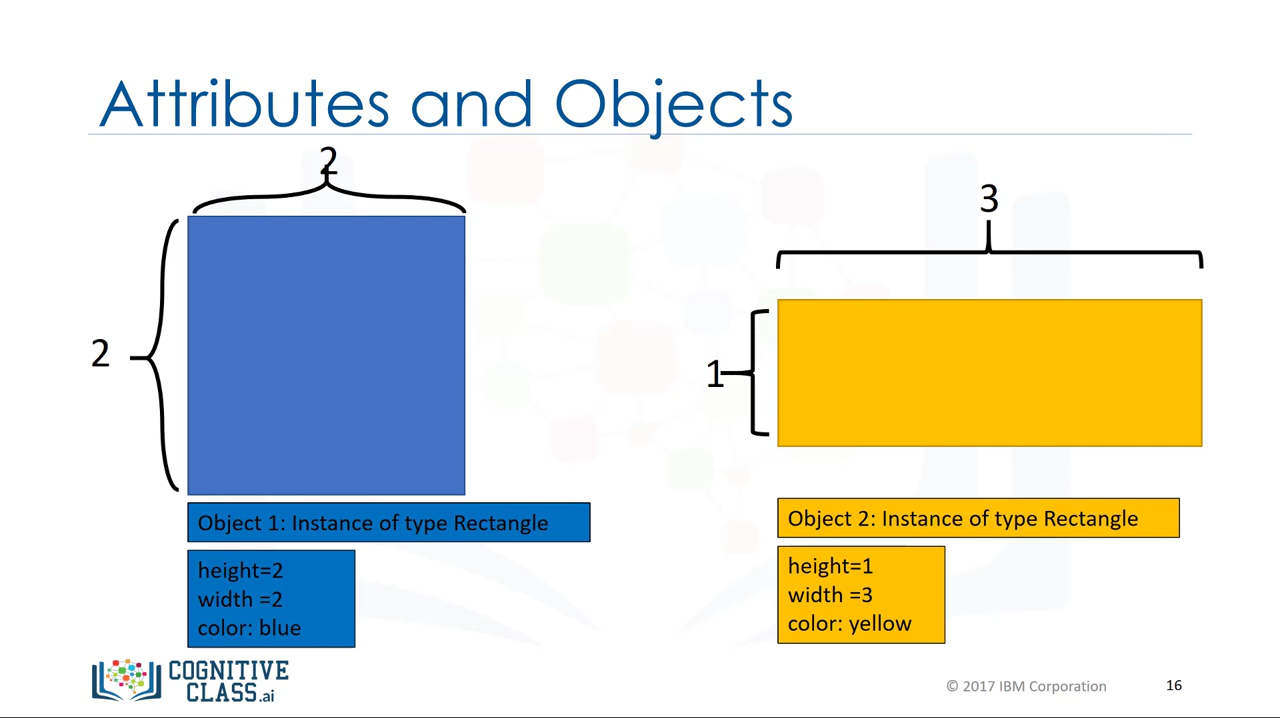 Attributes and Objects
2
2
Object 1: Instance of type Rectangle
height=2
width =2
color: blue
3
1
Object 2: Instance of type Rectangle
height=1
width =3
color: yellow
COGNITIVE
CLASS.ai
© 2017 IBM Corporation
16